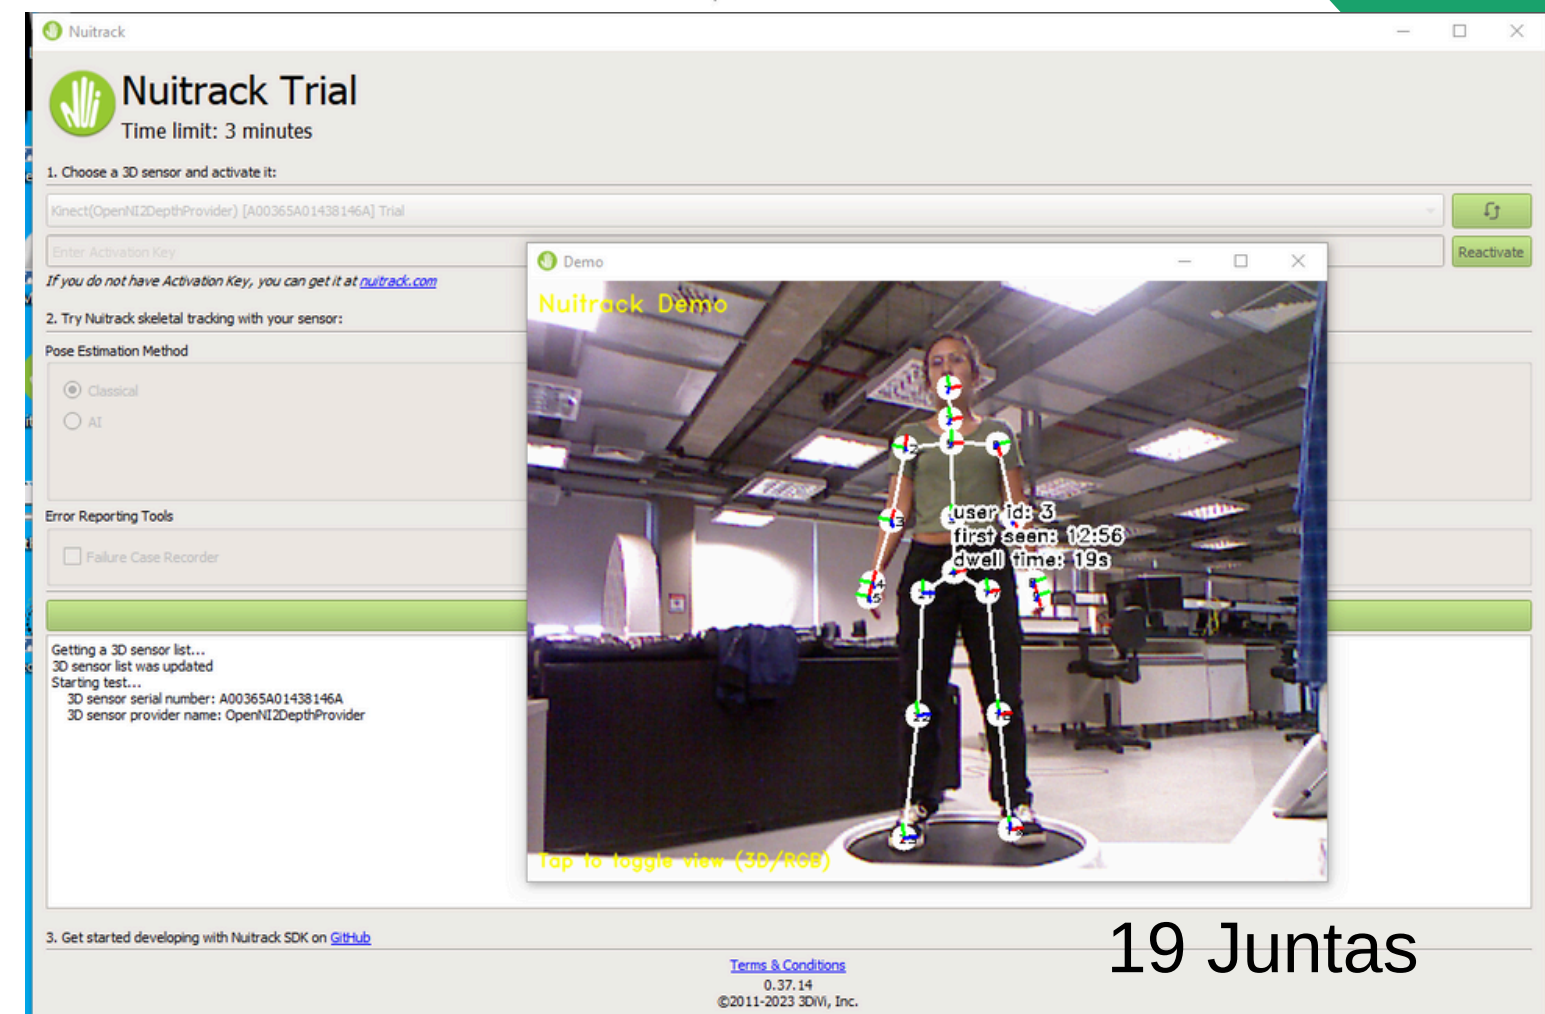 Nuitrack
Nuitrack Trial
Time limit: 3 minutes
1. Choose a 3D sensor and activate it:
Kinect(OpenNI2DepthProvider) [A00365A01438146A] Trial
Enter Activation Key
Reactivate
If you do not have Activation Key, you can get it at nuitrack.com
2. Try Nuitrack skeletal tracking with your sensor:
Pose Estimation Method
Classical
AI
Error Reporting Tools
Failure Case Recorder
Getting a 3D sensor list...
3D sensor list was updated
Starting test...
3D sensor serial number: A00365A01438146A
3D sensor provider name: OpenNI2DepthProvider
Demo
Nuitrack Demo
user id: 3
first seen: 12:56
dwell time: 19s
Tap to toggle view (3D/RGB)
3. Get started developing with Nuitrack SDK on GitHub
19 Juntas
Terms & Conditions
0.37.14
©2011-2023 3DiVi, Inc.